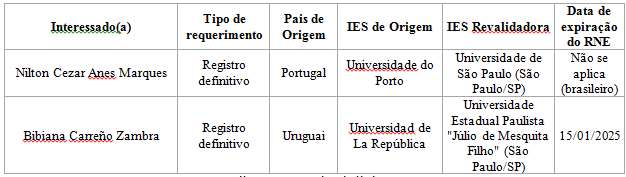 Interessado(a)
Tipo de
requerimento
País de
Origem
IES de Origem
IES Revalidadora
Data de
expiração
do RNE
Nilton Cezar Anes Marques
Registro
definitivo
Portugal
Universidade do
Porto
Universidade de
São Paulo (São
Paulo/SP)
Não se
aplica
(brasileiro)
Bibiana Carreño Zambra
Registro
definitivo
Uruguai
Universidad de
La República
Universidade
Estadual Paulista
"Júlio de Mesquita
Filho" (São
Paulo/SP)
15/01/2025